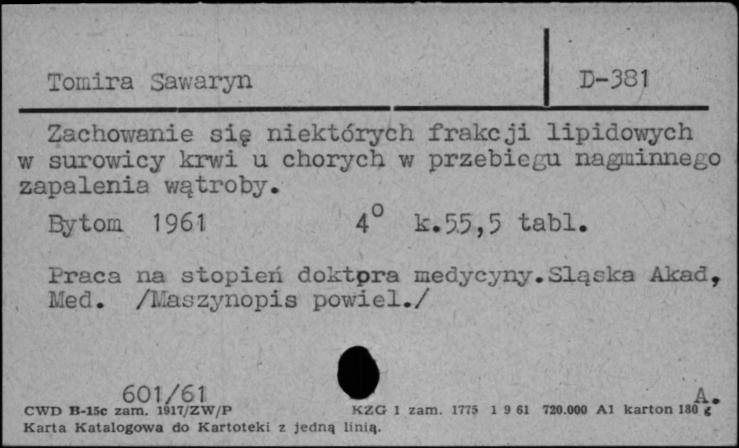 Tomira Sawaryn D-381
Zachowanie się niektórych frakcji lipidowych
w surowicy krwi u chorych w przebiegu nagminnego
zapalenia wątroby.
Bytom 1961 4° k.55,5 tabl.
Praca na stopień doktora medycyny.Sląska Akad,
Med. /Maszynopis powiel./
601/61 A.
CWD B-15c zam. 1917/ZW/P KZG 1 zam. 1775 1 9 61 720.000 A1 karton 180 g
Karta Katalogowa do Kartoteki z jedną linią.